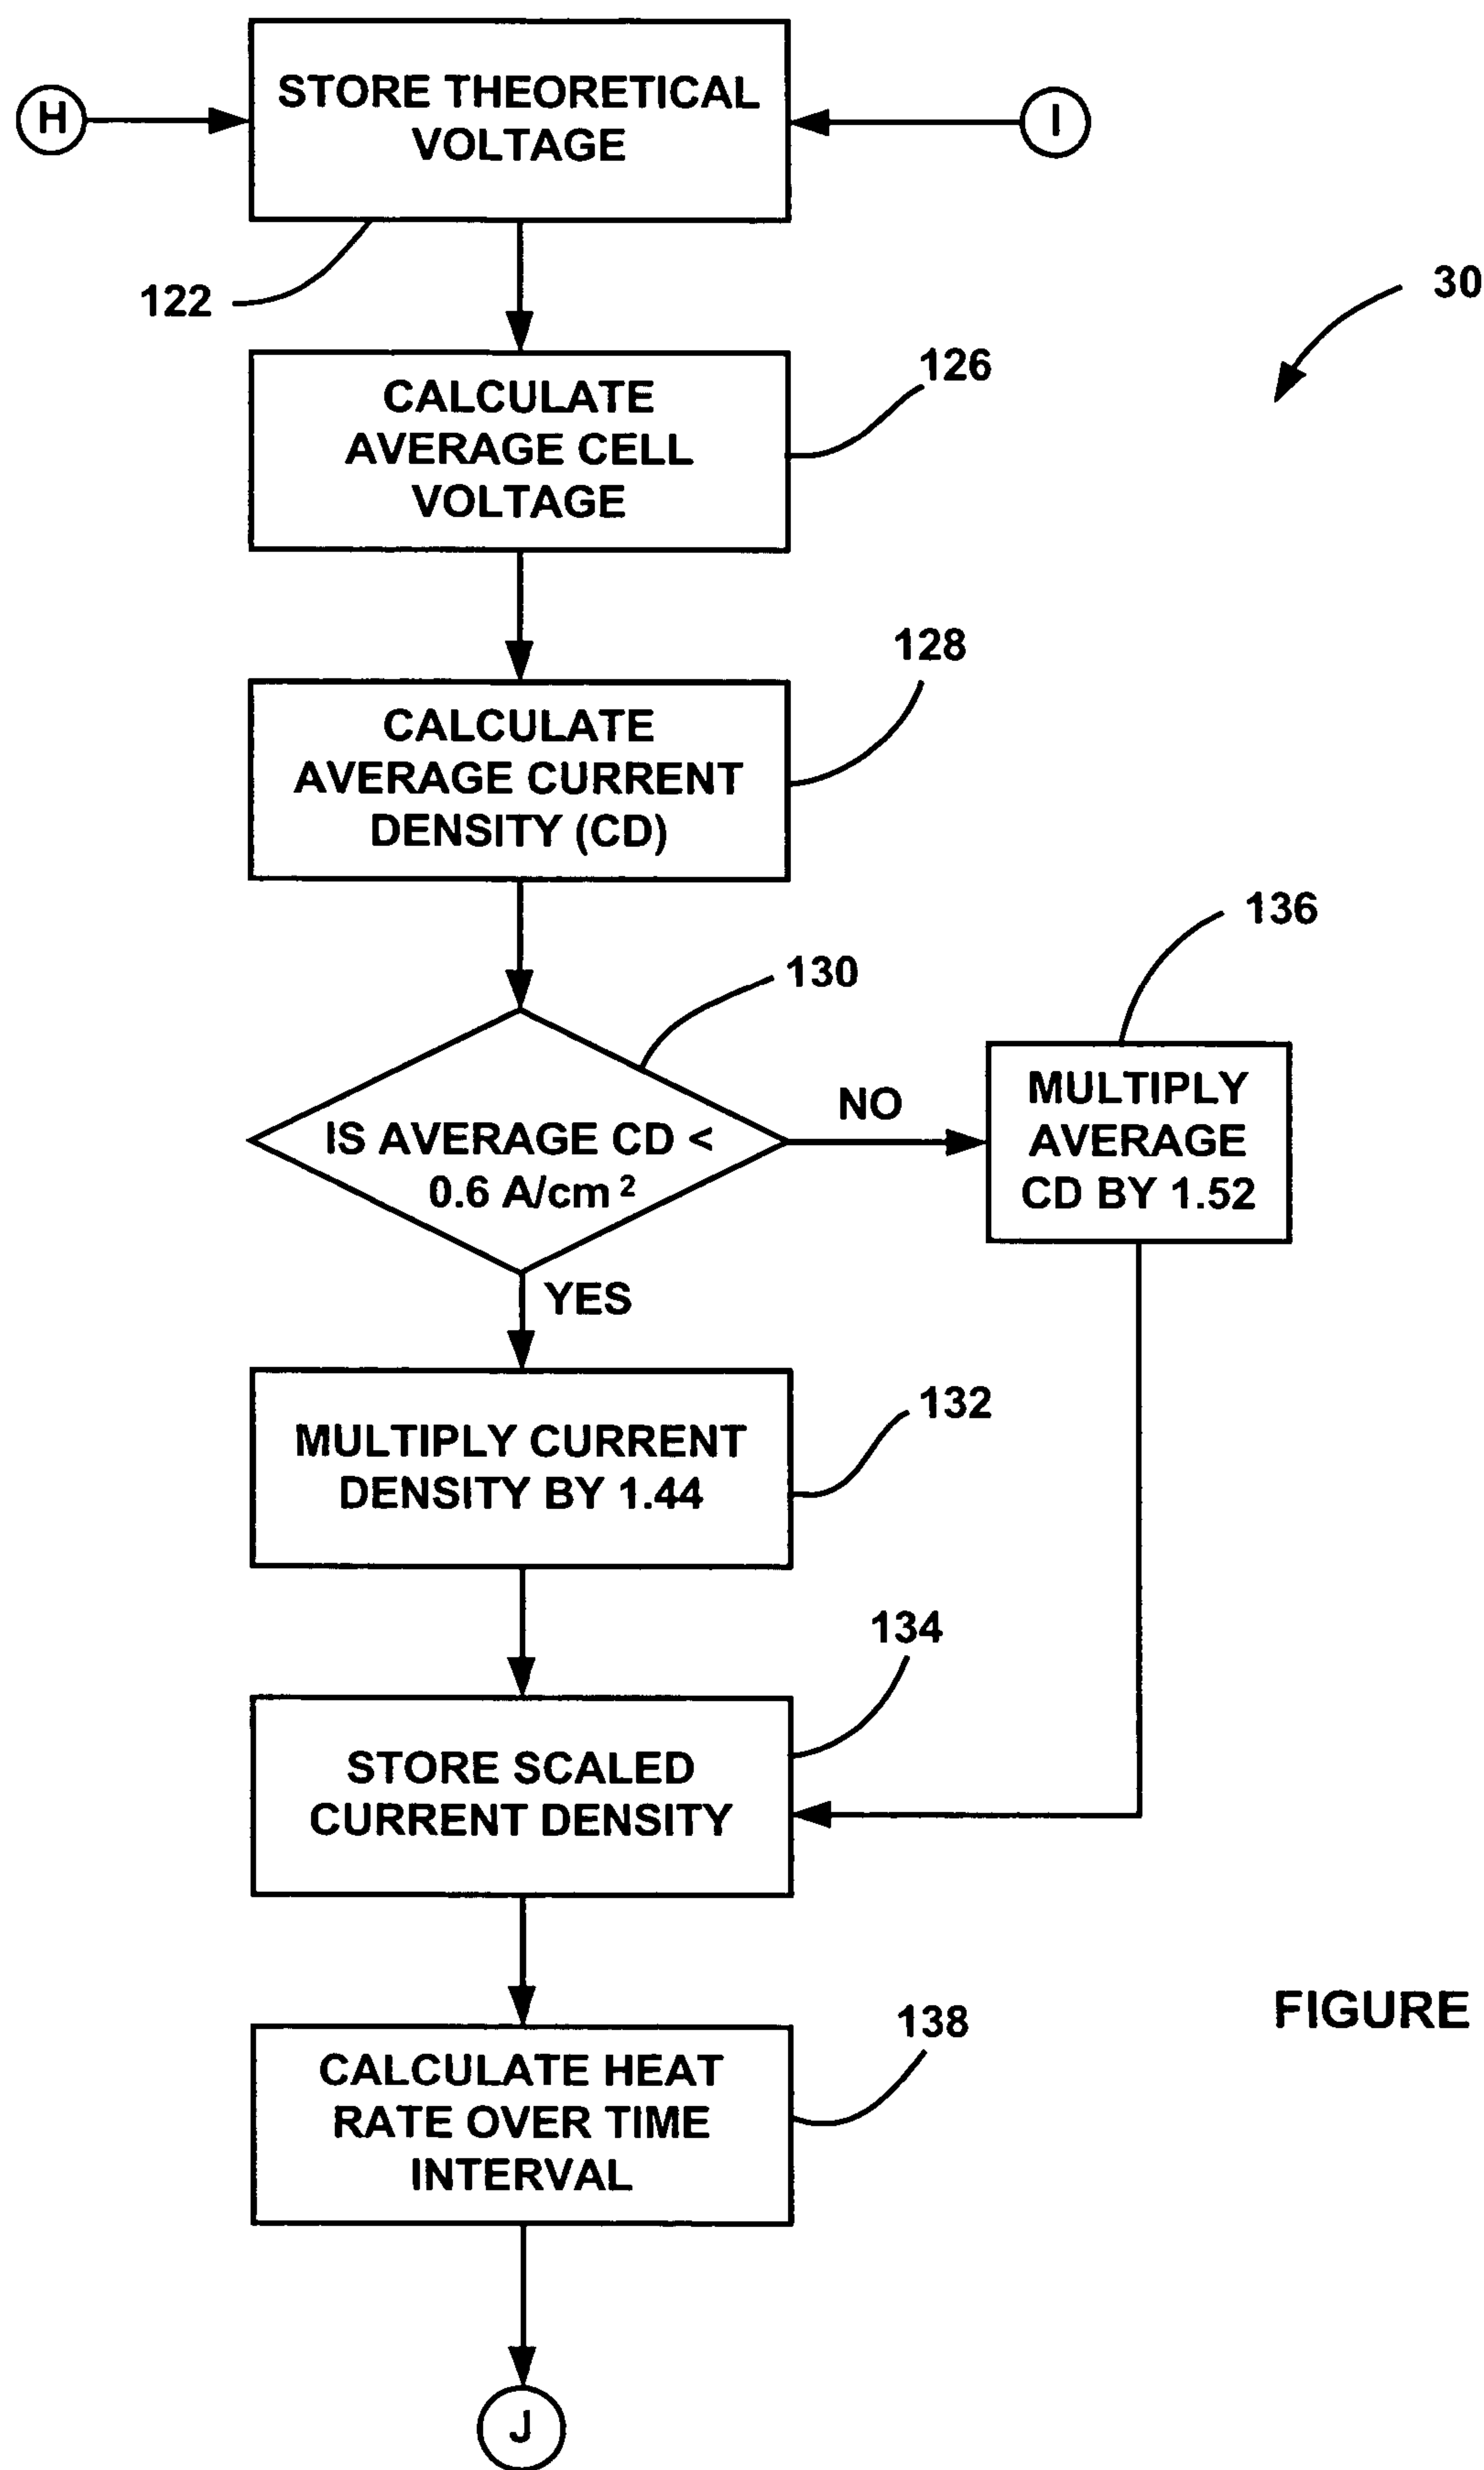 STORE THEORETICAL
VOLTAGE
H
I
122
30
CALCULATE
AVERAGE CELL
VOLTAGE
126
CALCULATE
AVERAGE CURRENT
DENSITY (CD)
128
136
130
IS AVERAGE CD <
0.6 A/cm²
NO
MULTIPLY
AVERAGE
CD BY 1.52
YES
MULTIPLY CURRENT
DENSITY BY 1.44
132
134
STORE SCALED
CURRENT DENSITY
138
CALCULATE HEAT
RATE OVER TIME
INTERVAL
FIGURE
J